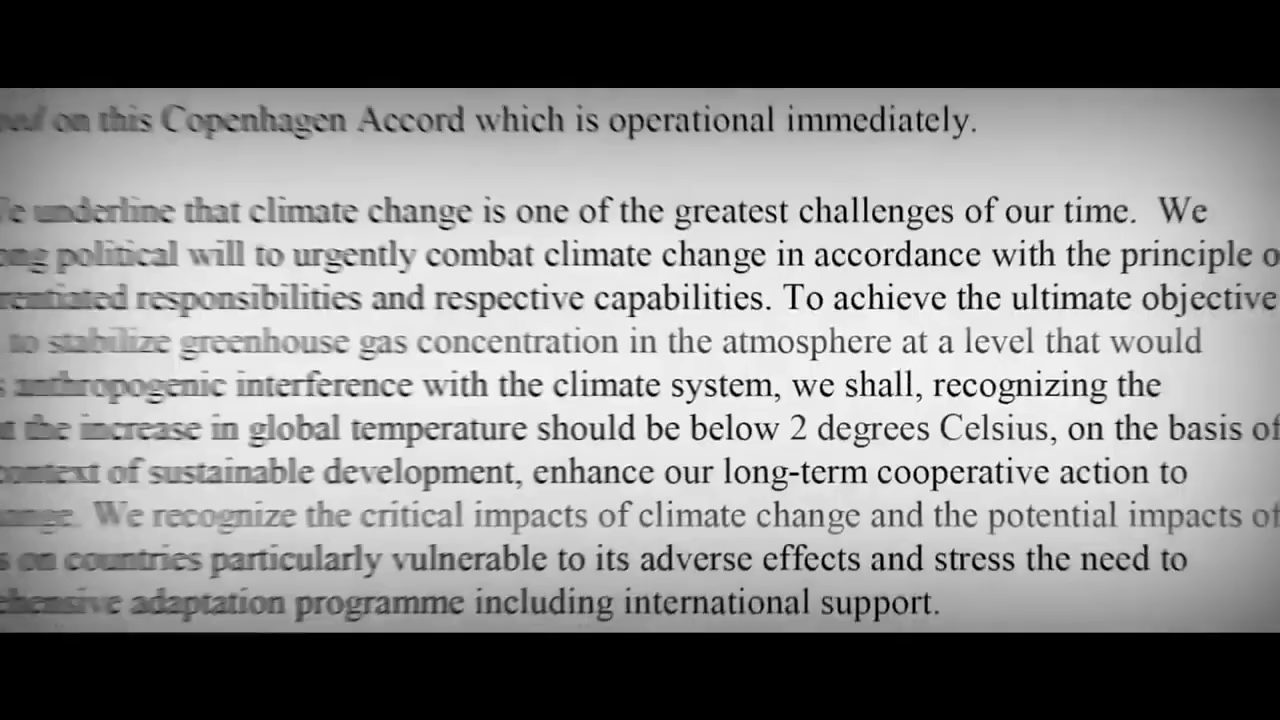 on this Copenhagen Accord which is operational immediately.
underline that climate change is one of the greatest challenges of our time. We
political will to urgently combat climate change in accordance with the principle
responsibilities and respective capabilities. To achieve the ultimate objective
to stabilize greenhouse gas concentration in the atmosphere at a level that would
anthropogenic interference with the climate system, we shall, recognizing the
the increase in global temperature should be below 2 degrees Celsius, on the basis of
context of sustainable development, enhance our long-term cooperative action to
We recognize the critical impacts of climate change and the potential impacts of
on countries particularly vulnerable to its adverse effects and stress the need to
adaptation programme including international support.